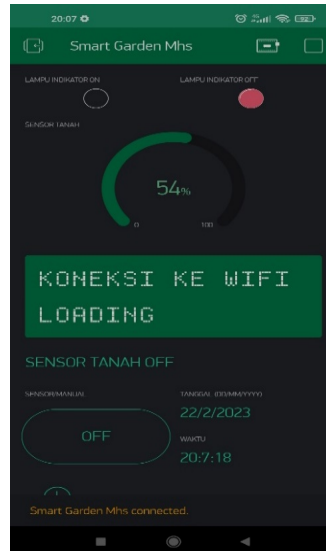 20:07
Smart Garden Mhs
LAMPU INDIKATOR ON LAMPU INDIKATOR OFF
SENSOR TANAH
54%
0 100
KONEKSI KE WIFI
LOADING
SENSOR TANAH OFF
SENSOR/MANUAL TANGGAL (DD/MM/YYYY)
22/2/2023
OFF
WAKTU
20:7:18
Smart Garden Mhs connected.